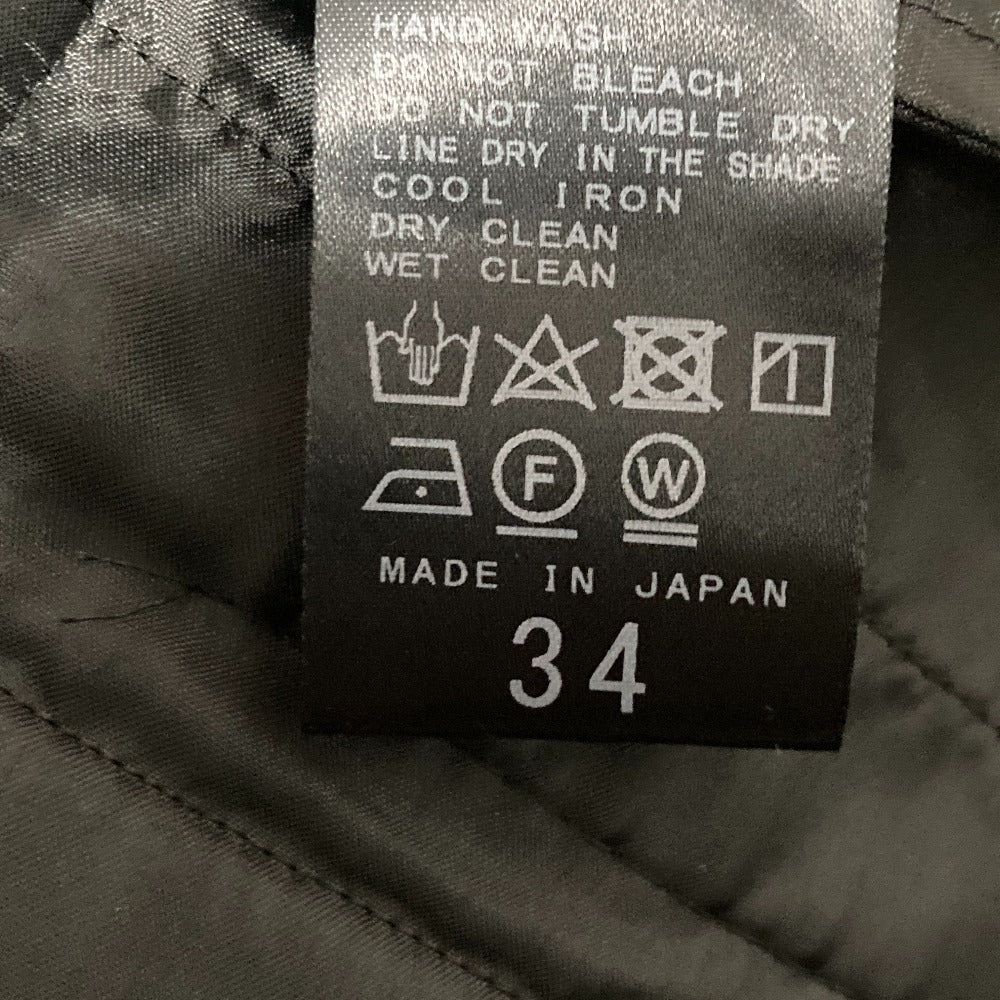 HAND WASH
DO NOT BLEACH
DO NOT TUMBLE DRY
LINE DRY IN THE SHADE
COOL IRON
DRY CLEAN
WET CLEAN
F W
MADE IN JAPAN
34